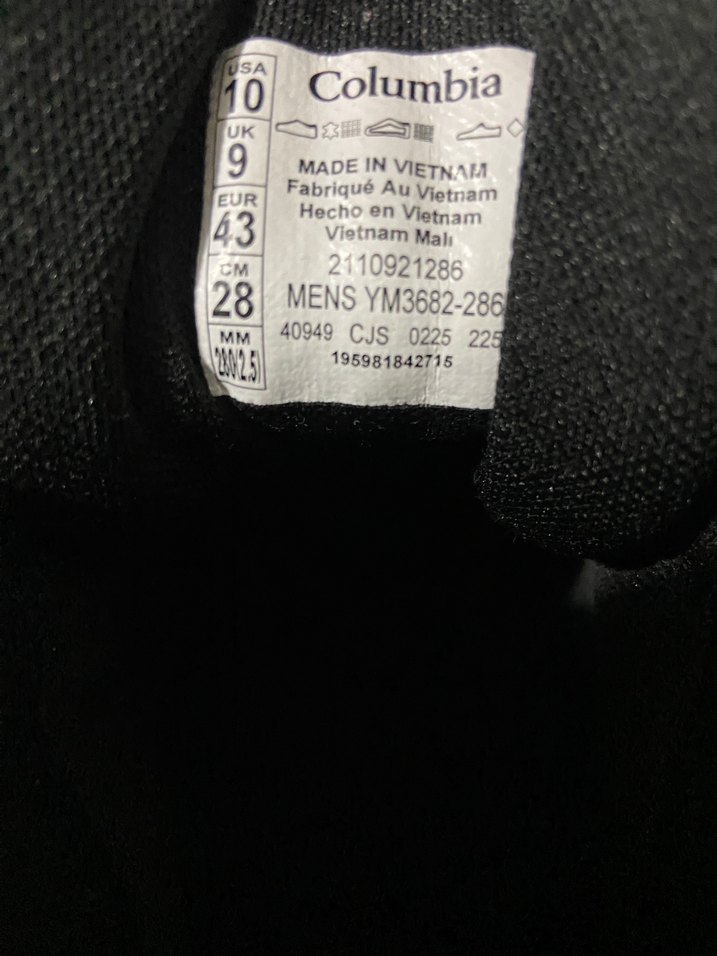 USA
10
UK
9
EUR
43
CM
28
MM
280(2.5)
Columbia
MADE IN VIETNAM
Fabriqué Au Vietnam
Hecho en Vietnam
Vietnam Malı
2110921286
MENS YM3682-286
40949 CJS 0225 225
195981842715